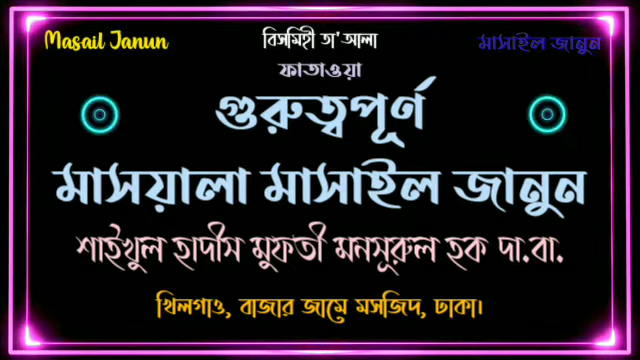 Masail Janun
বিসমিহী তা'আলা
মাসাইল জানুন
ফাতাওয়া
গুরুত্বপূর্ণ
মাসয়ালা মাসাইল জানুন
শাইখুল হাদীস মুফতী মনসূরুল হক দা.বা.
খিলগাও, বাজার জামে মসজিদ, ঢাকা।